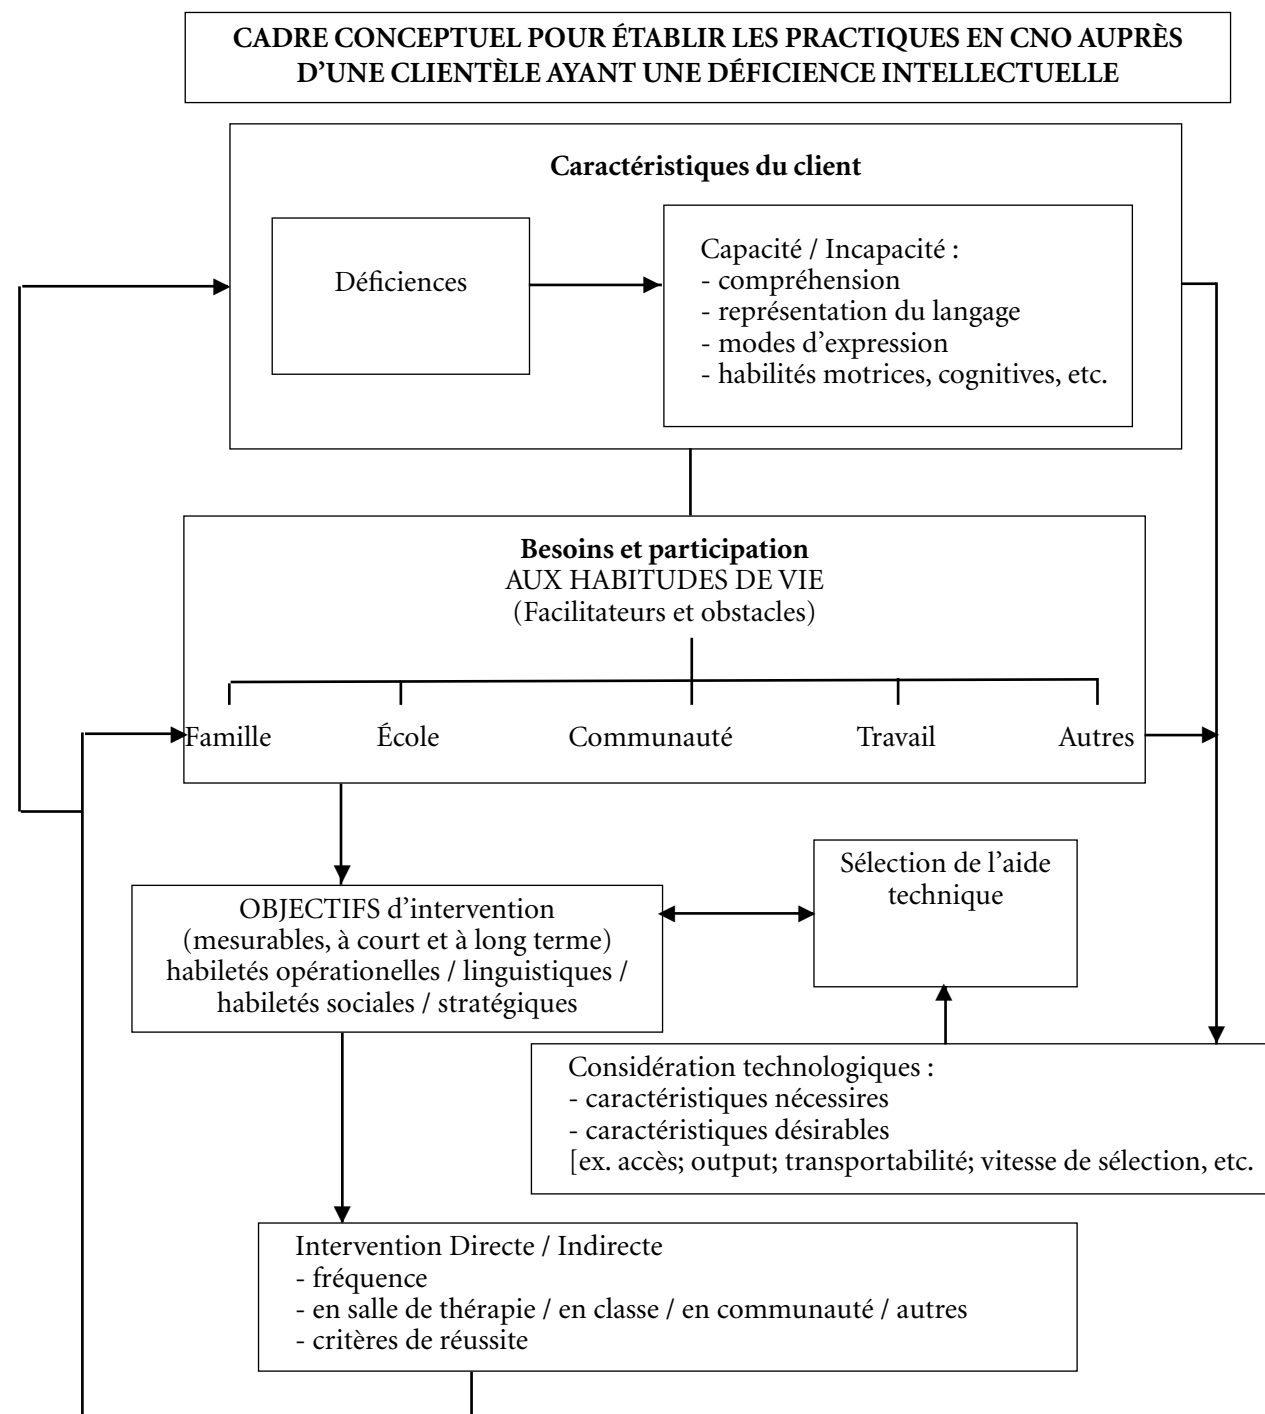 CADRE CONCEPTUEL POUR ÉTABLIR LES PRACTIQUES EN CNO AUPRÈS
D’UNE CLIENTÈLE AYANT UNE DÉFICIENCE INTELLECTUELLE
Caractéristiques du client
Déficiences
Capacité / Incapacité :
- compréhension
- représentation du langage
- modes d’expression
- habilités motrices, cognitives, etc.
Besoins et participation
AUX HABITUDES DE VIE
(Facilitateurs et obstacles)
Famille École Communauté Travail Autres
Sélection de l’aide
technique
OBJECTIFS d’intervention
(mesurables, à court et à long terme)
habiletés opérationelles / linguistiques /
habiletés sociales / stratégiques
Considération technologiques :
- caractéristiques nécessires
- caractéristiques désirables
[ex. accès; output; transportabilité; vitesse de sélection, etc.
Intervention Directe / Indirecte
- fréquence
- en salle de thérapie / en classe / en communauté / autres
- critères de réussite